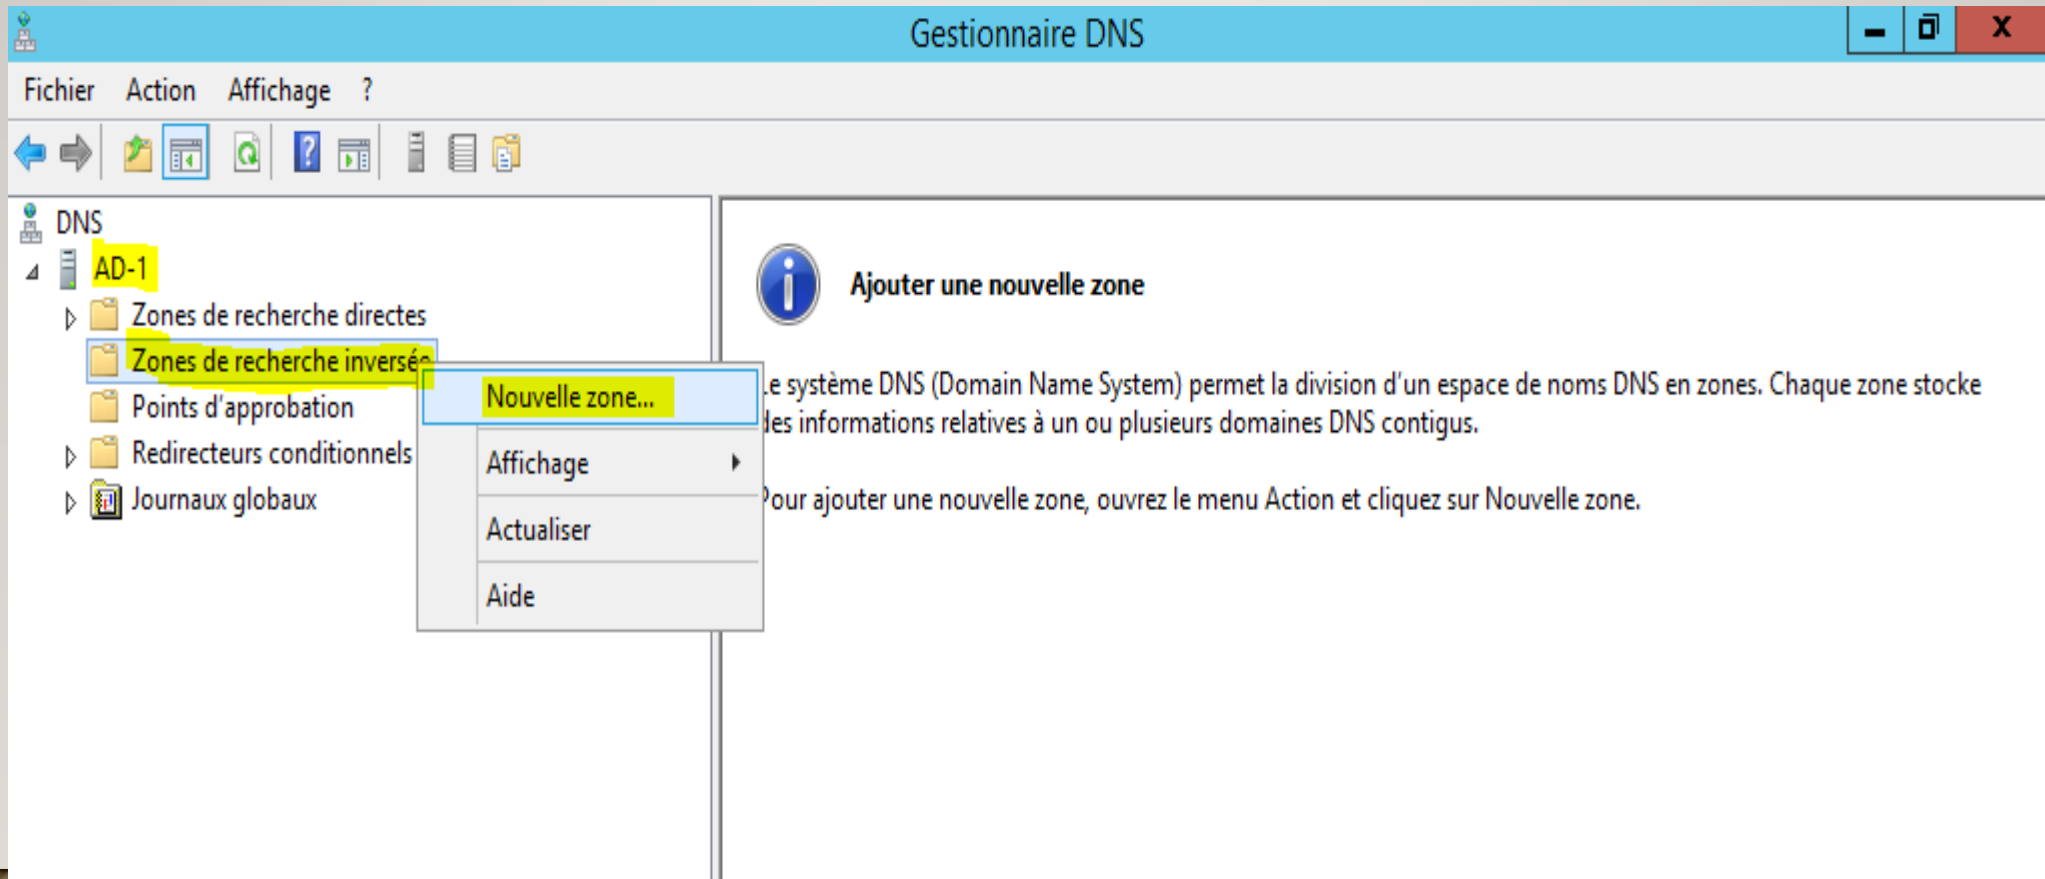 Gestionnaire DNS
Fichier Action Affichage ?
DNS
AD-1
Zones de recherche directes
Zones de recherche inversée
Points d'approbation
Redirecteurs conditionnels
Journaux globaux
Nouvelle zone...
Affichage
Actualiser
Aide
Ajouter une nouvelle zone
Le système DNS (Domain Name System) permet la division d'un espace de noms DNS en zones. Chaque zone stocke
des informations relatives à un ou plusieurs domaines DNS contigus.
Pour ajouter une nouvelle zone, ouvrez le menu Action et cliquez sur Nouvelle zone.